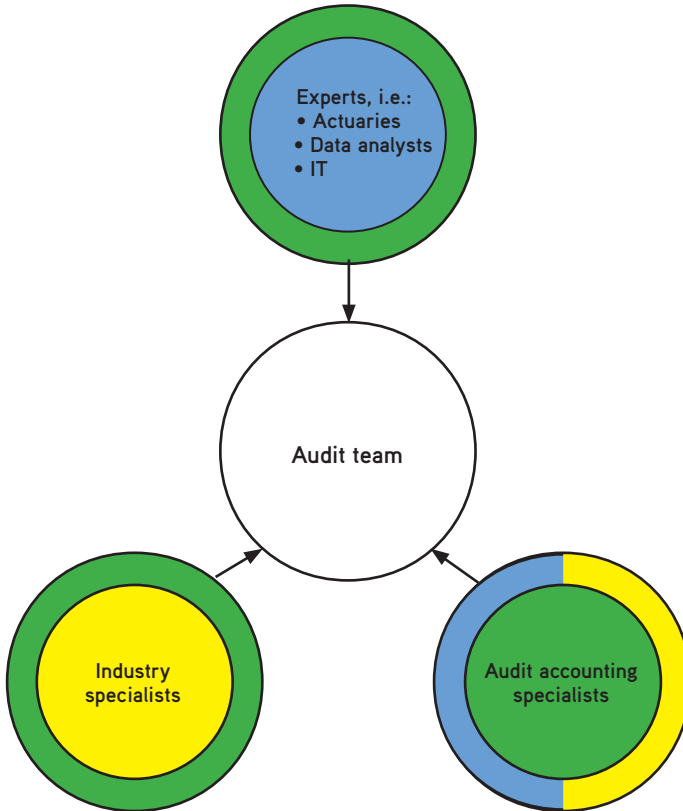 Experts, i.e.:
• Actuaries
• Data analysts
• IT
Audit team
Industry
specialists
Audit accounting
specialists